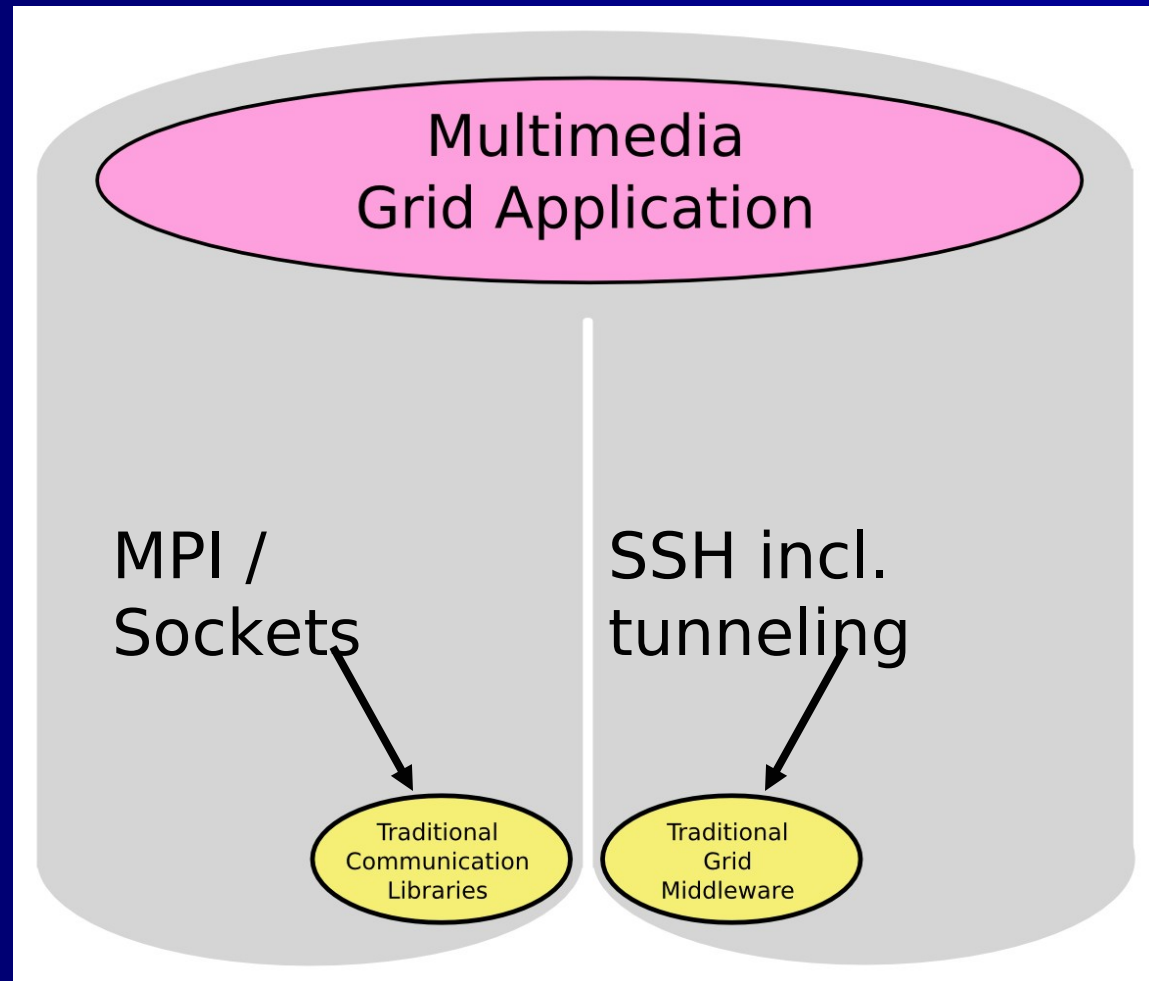 Multimedia
Grid Application
MPI /
Sockets
SSH incl.
tunneling
Traditional
Communication
Libraries
Traditional
Grid
Middleware